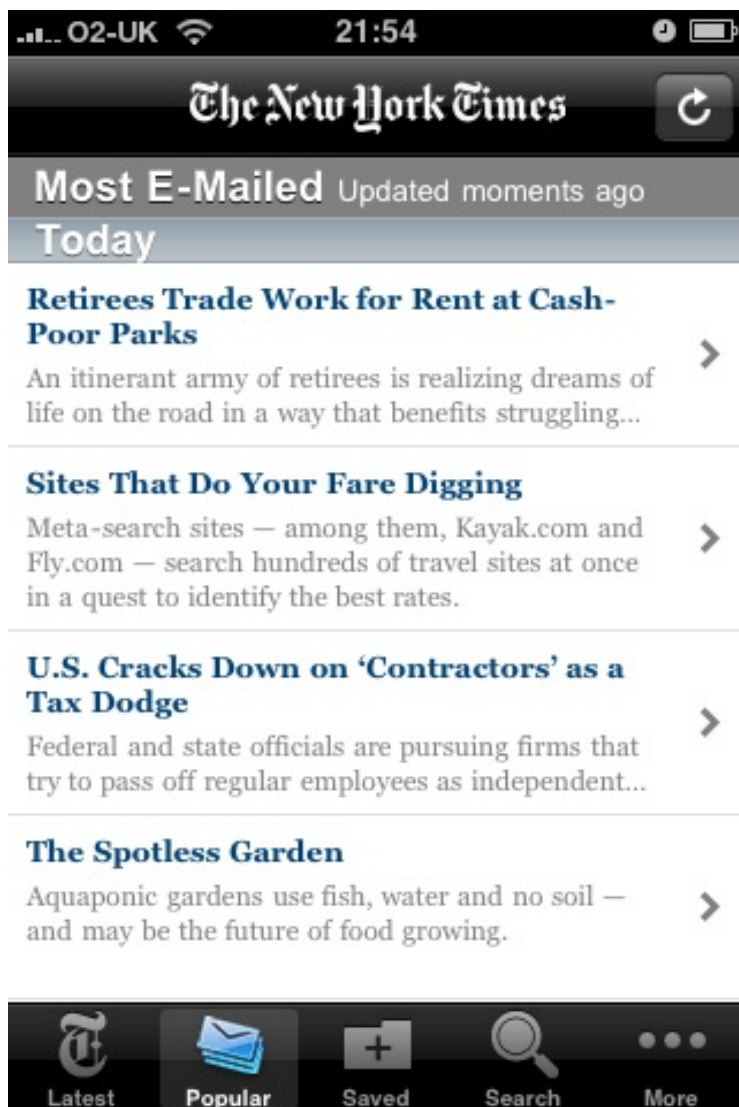 O2-UK 21:54
The New York Times
Most E-Mailed Updated moments ago
Today
Retirees Trade Work for Rent at Cash-
Poor Parks
An itinerant army of retirees is realizing dreams of
life on the road in a way that benefits struggling...
Sites That Do Your Fare Digging
Meta-search sites — among them, Kayak.com and
Fly.com — search hundreds of travel sites at once
in a quest to identify the best rates.
U.S. Cracks Down on ‘Contractors’ as a
Tax Dodge
Federal and state officials are pursuing firms that
try to pass off regular employees as independent...
The Spotless Garden
Aquaponic gardens use fish, water and no soil —
and may be the future of food growing.
T
Latest Popular Saved Search More